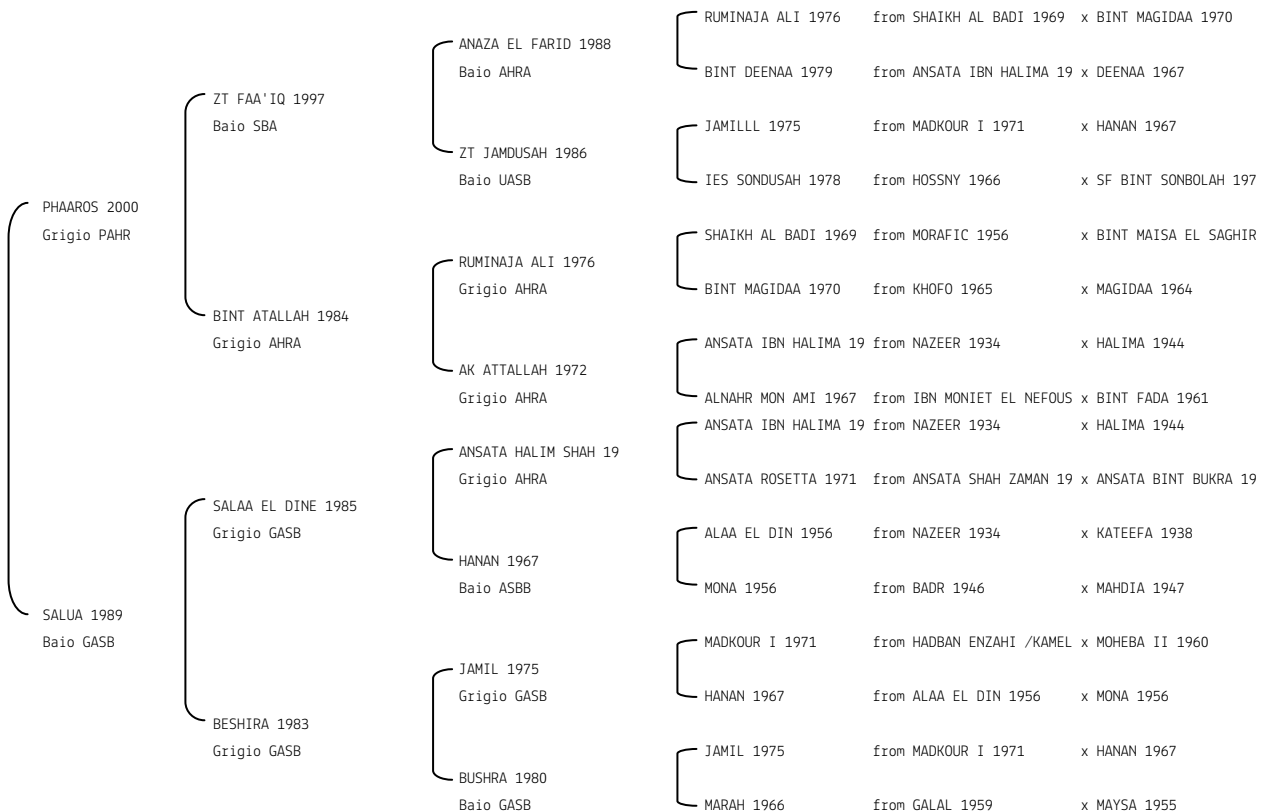 RUMINAJA ALI 1976 from SHAIKH AL BADI 1969 x BINT MAGIDAA 1970
ANAZA EL FARID 1988
Baio AHRA
BINT DEENAA 1979 from ANSATA IBN HALIMA 19 x DEENAA 1967
ZT FAA'IQ 1997
Baio SBA
JAMILLL 1975 from MADKOUR I 1971 x HANAN 1967
ZT JAMDUSAH 1986
Baio UASB
IES SONDUSAH 1978 from HOSSNY 1966 x SF BINT SONBOLAH 197
PHAAROS 2000
Grigio PAHR
SHAIKH AL BADI 1969 from MORAFIC 1956 x BINT MAISA EL SAGHIR
RUMINAJA ALI 1976
Grigio AHRA
BINT MAGIDAA 1970 from KHOFO 1965 x MAGIDAA 1964
BINT ATALLAH 1984
Grigio AHRA
ANSATA IBN HALIMA 19 from NAZEER 1934 x HALIMA 1944
AK ATTALLAH 1972
Grigio AHRA
ALNAHR MON AMI 1967 from IBN MONIET EL NEFOUS x BINT FADA 1961
ANSATA IBN HALIMA 19 from NAZEER 1934 x HALIMA 1944
ANSATA HALIM SHAH 19
Grigio AHRA
ANSATA ROSETTA 1971 from ANSATA SHAH ZAMAN 19 x ANSATA BINT BUKRA 19
SALAA EL DINE 1985
Grigio GASB
ALAA EL DIN 1956 from NAZEER 1934 x KATEEFA 1938
HANAN 1967
Baio ASBB
MONA 1956 from BADR 1946 x MAHDIA 1947
SALUA 1989
Baio GASB
MADKOUR I 1971 from HADBAN ENZAHI /KAMEL x MOHEBA II 1960
JAMIL 1975
Grigio GASB
HANAN 1967 from ALAA EL DIN 1956 x MONA 1956
BESHIRA 1983
Grigio GASB
JAMIL 1975 from MADKOUR I 1971 x HANAN 1967
BUSHRA 1980
Baio GASB
MARAH 1966 from GALAL 1959 x MAYSA 1955